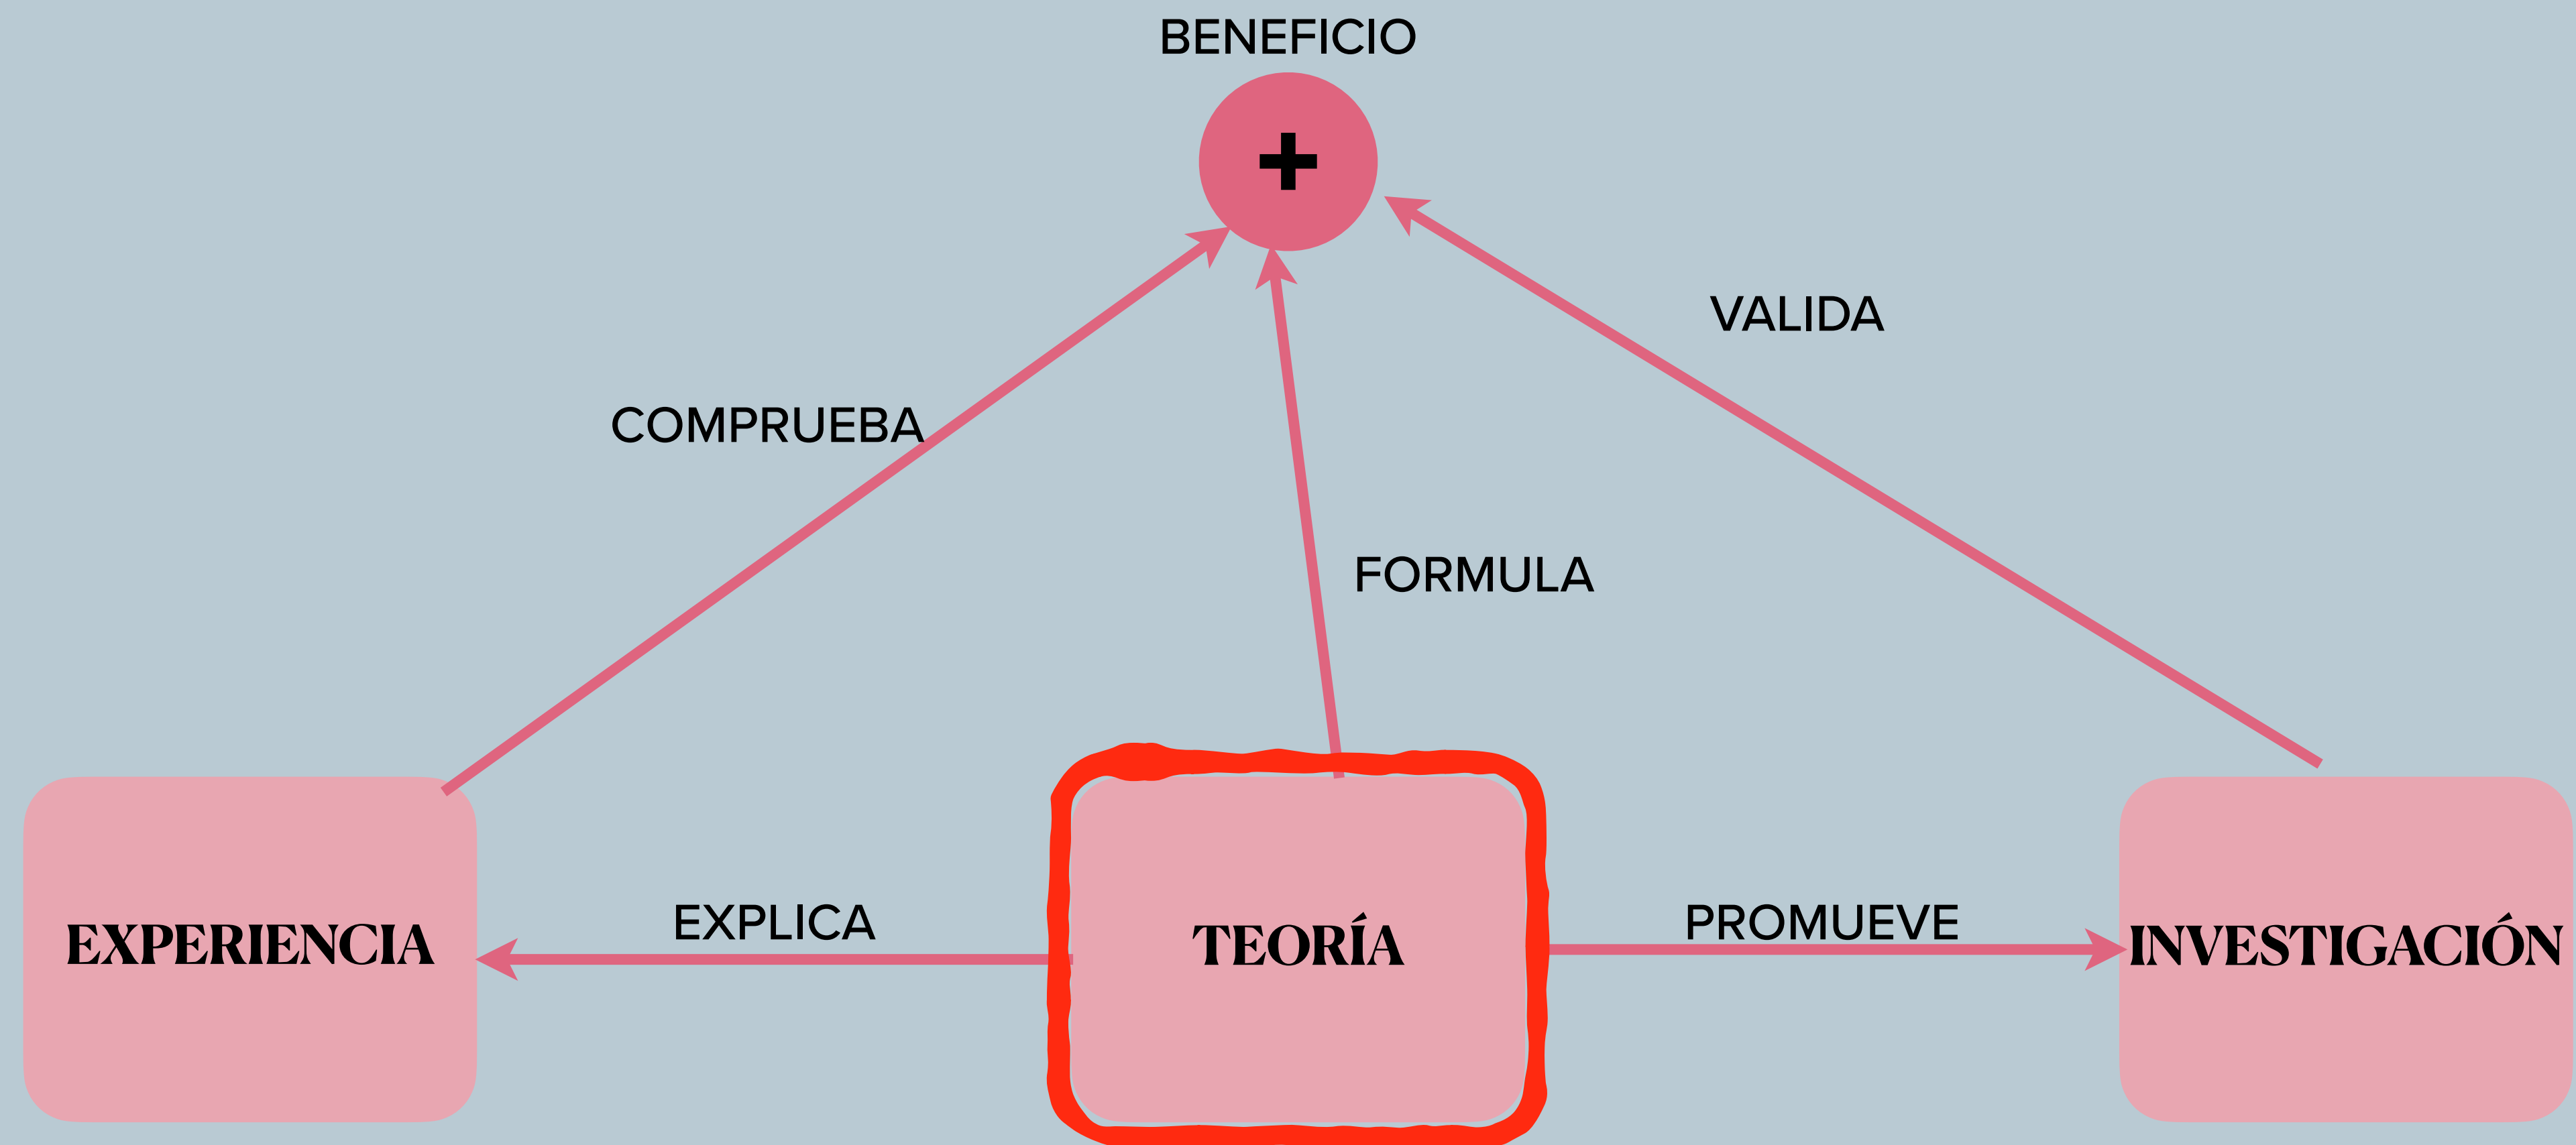 BENEFICIO
+
VALIDA
COMPRUEBA
FORMULA
EXPLICA
PROMUEVE
EXPERIENCIA
TEORÍA
INVESTIGACIÓN